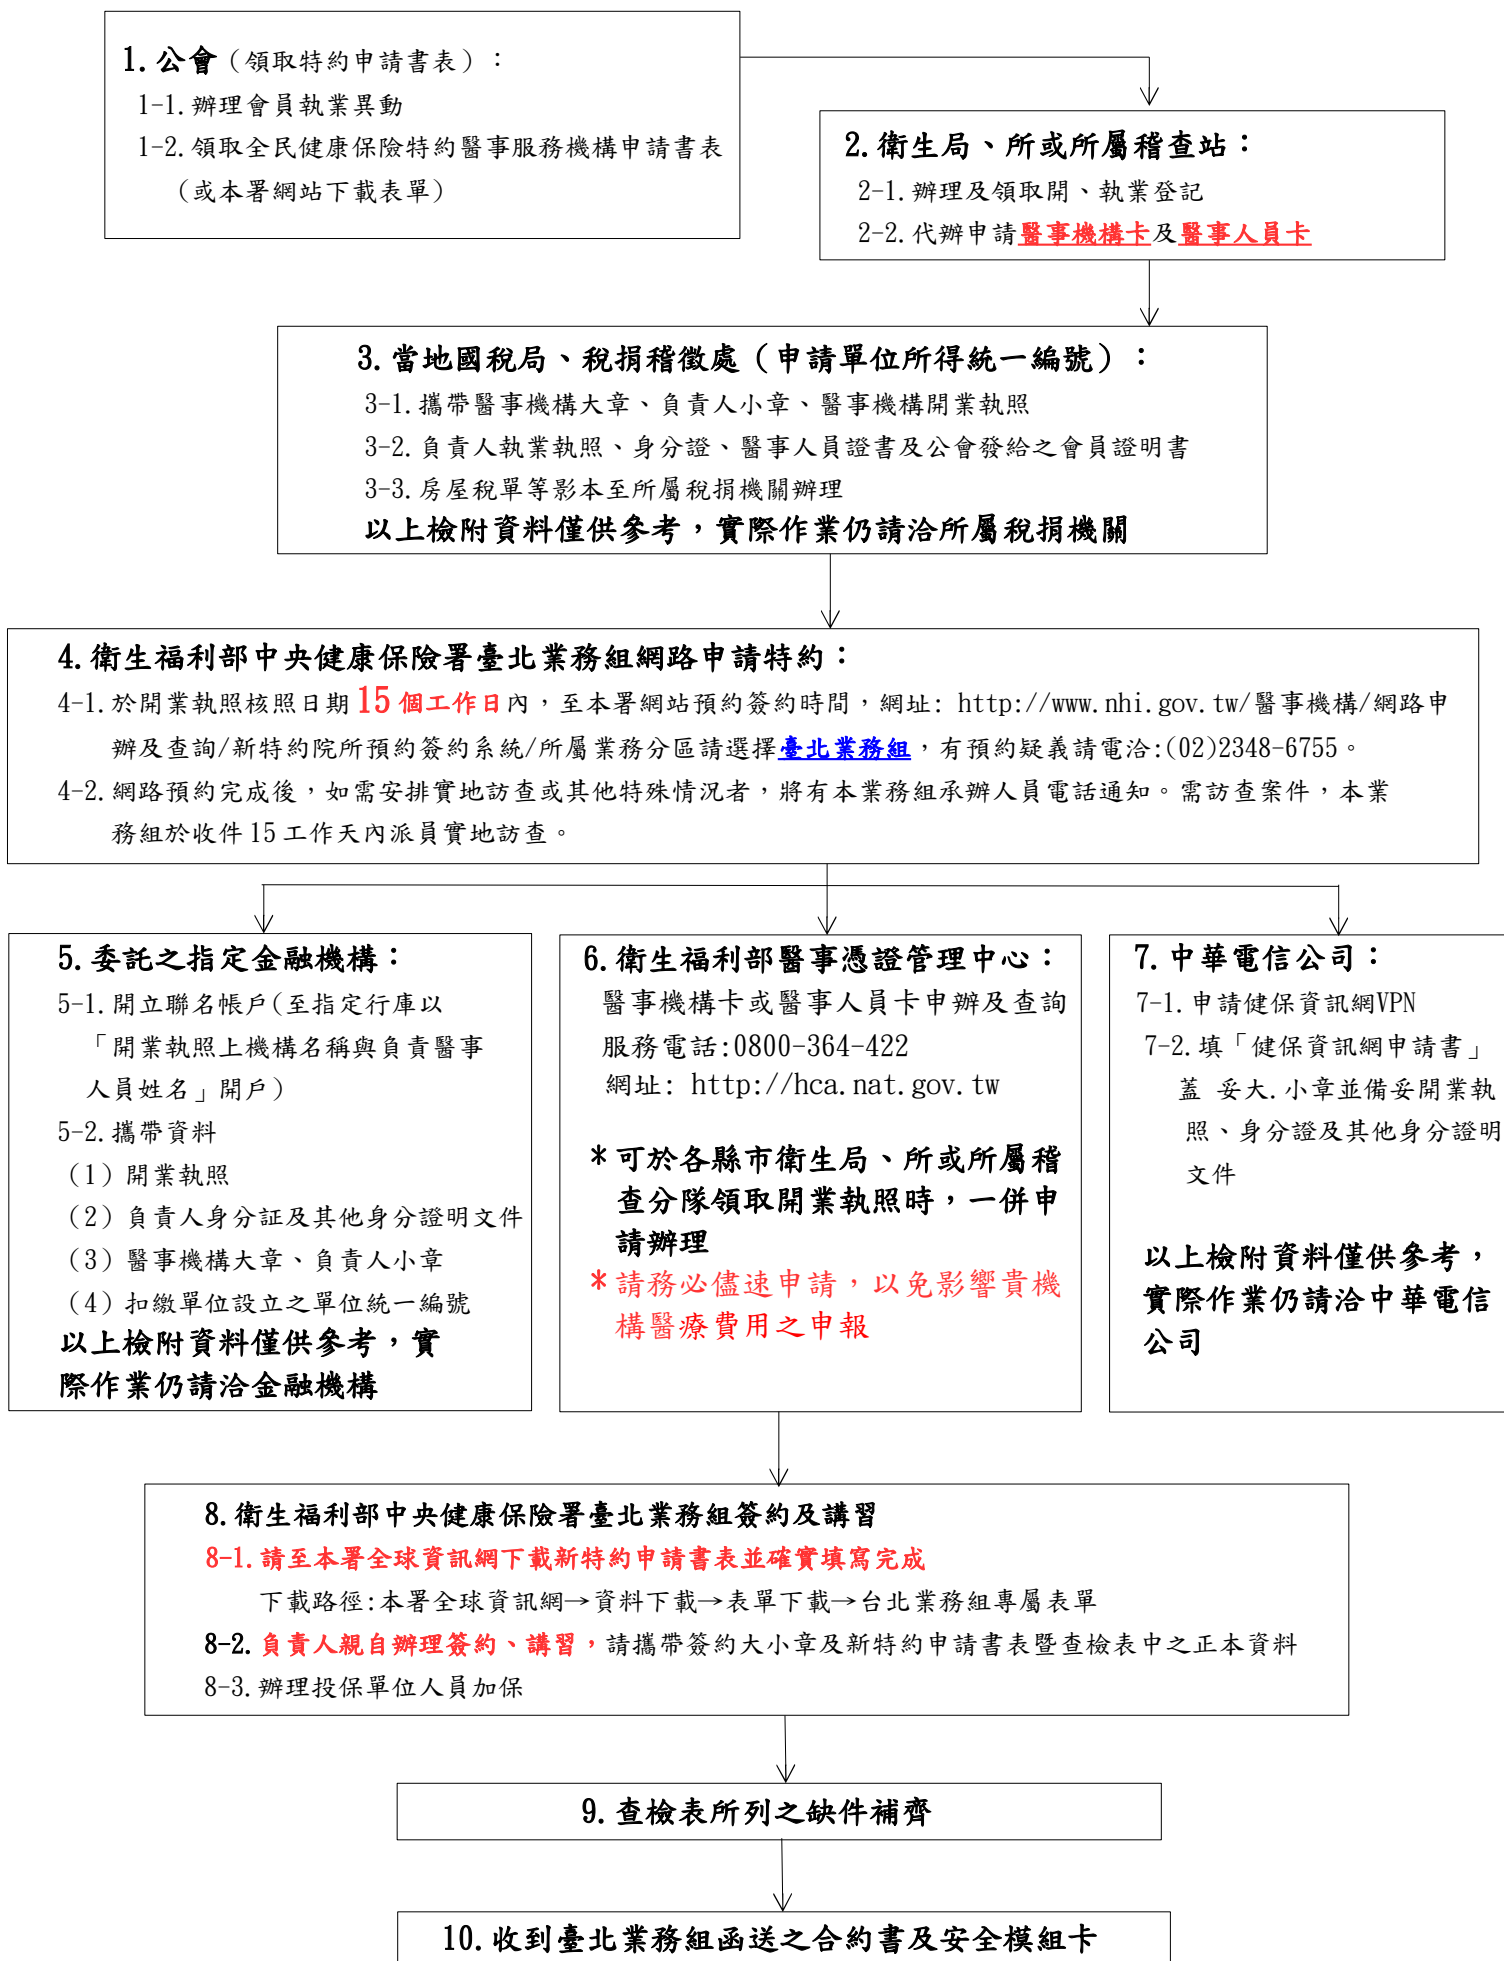 1.公會（領取特約申請書表）：
1-1.辦理會員執業異動
1-2.領取全民健康保險特約醫事服務機構申請書表
（或本署網站下載表單）
2.衛生局、所或所屬稽查站：
2-1.辦理及領取開、執業登記
2-2.代辦申請醫事機構卡及醫事人員卡
3.當地國稅局、稅捐稽徵處（申請單位所得統一編號）：
3-1.攜帶醫事機構大章、負責人小章、醫事機構開業執照
3-2.負責人執業執照、身分證、醫事人員證書及公會發給之會員證明書
3-3.房屋稅單等影本至所屬稅捐機關辦理
以上檢附資料僅供參考，實際作業仍請洽所屬稅捐機關
4.衛生福利部中央健康保險署臺北業務組網路申請特約：
4-1.於開業執照核照日期15個工作日內，至本署網站預約簽約時間，網址: http://www.nhi.gov.tw/醫事機構/網路申
辦及查詢/新特約院所預約簽約系統/所屬業務分區請選擇臺北業務組，有預約疑義請電洽:(02)2348-6755。
4-2.網路預約完成後，如需安排實地訪查或其他特殊情況者，將有本業務組承辦人員電話通知。需訪查案件，本業
務組於收件15工作天內派員實地訪查。
5.委託之指定金融機構：
5-1.開立聯名帳戶(至指定行庫以
「開業執照上機構名稱與負責醫事
人員姓名」開戶)
5-2.攜帶資料
（1）開業執照
（2）負責人身分証及其他身分證明文件
（3）醫事機構大章、負責人小章
（4）扣繳單位設立之單位統一編號
以上檢附資料僅供參考，實
際作業仍請洽金融機構
6.衛生福利部醫事憑證管理中心：
醫事機構卡或醫事人員卡申辦及查詢
服務電話:0800-364-422
網址: http://hca.nat.gov.tw
＊可於各縣市衛生局、所或所屬稽
查分隊領取開業執照時，一併申
請辦理
＊請務必儘速申請，以免影響貴機
構醫療費用之申報
7.中華電信公司：
7-1.申請健保資訊網VPN
7-2.填「健保資訊網申請書」
蓋 妥大.小章並備妥開業執
照、身分證及其他身分證明
文件
以上檢附資料僅供參考，
實際作業仍請洽中華電信
公司
8.衛生福利部中央健康保險署臺北業務組簽約及講習
8-1.請至本署全球資訊網下載新特約申請書表並確實填寫完成
下載路徑:本署全球資訊網→資料下載→表單下載→台北業務組專屬表單
8-2.負責人親自辦理簽約、講習，請攜帶簽約大小章及新特約申請書表暨查檢表中之正本資料
8-3.辦理投保單位人員加保
9.查檢表所列之缺件補齊
10.收到臺北業務組函送之合約書及安全模組卡